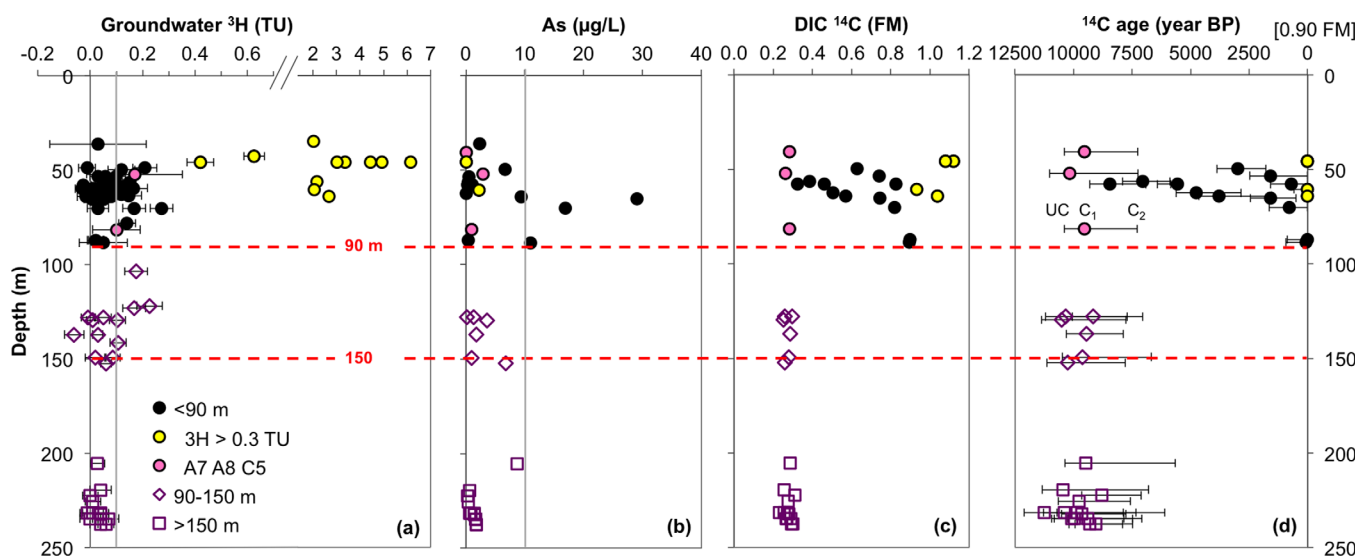 Groundwater ³H (TU)
As (µg/L)
DIC ¹⁴C (FM)
¹⁴C age (year BP)
[0.90 FM]
-0.2 0.0 0.2 0.4 0.6 2 3 4 5 6 7
0 10 20 30 40
0.0 0.2 0.4 0.6 0.8 1.0 1.2
12500 10000 7500 5000 2500 0
0 0
50 50
UC C₁ C₂
90 m
100 100
Depth (m)
150 150
150
<90 m
3H > 0.3 TU
A7 A8 C5
90-150 m
>150 m
200 200
(a) (b) (c) (d)
250 250